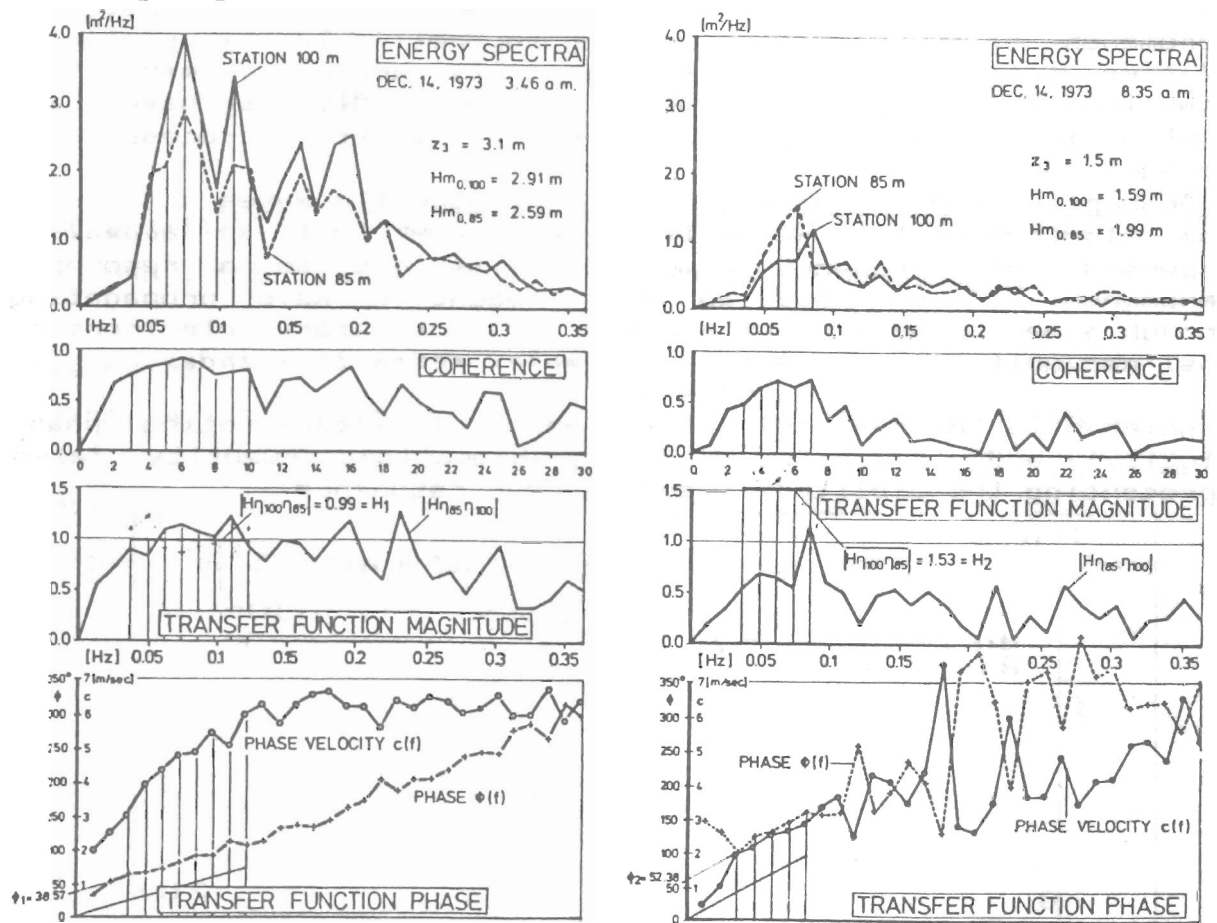 [m²/Hz]
4.0
3.0
2.0
1.0
0.0
ENERGY SPECTRA
STATION 100 m
DEC. 14, 1973 3.46 a.m.
z₃ = 3.1 m
Hm₀,₁₀₀ = 2.91 m
Hm₀,₈₅ = 2.59 m
STATION 85 m
[Hz] 0.05 0.1 0.15 0.2 0.25 0.3 0.35
1.0
0.5
0.0
COHERENCE
0 2 4 6 8 10 12 14 16 18 20 22 24 26 28 30
1.5
1.0
0.5
0.0
|Hη₁₀₀η₈₅| = 0.99 = H₁
|Hη₈₅η₁₀₀|
TRANSFER FUNCTION MAGNITUDE
[Hz] 0.05 0.1 0.15 0.2 0.25 0.3 0.35
350° 7 [m/sec]
Φ c
300 6
250 5
200 4
150 3
100 2
50 1
0
PHASE VELOCITY c(f)
PHASE Φ(f)
Φ₁ = 38.57
TRANSFER FUNCTION PHASE
[m²/Hz]
4.0
3.0
2.0
1.0
0.0
ENERGY SPECTRA
DEC. 14, 1973 8.35 a.m.
z₃ = 1.5 m
Hm₀,₁₀₀ = 1.59 m
Hm₀,₈₅ = 1.99 m
STATION 85 m
STATION 100 m
[Hz] 0.05 0.1 0.15 0.2 0.25 0.3 0.35
1.0
0.5
0.0
COHERENCE
0 2 4 6 8 10 12 14 16 18 20 22 24 26 28 30
1.5
1.0
0.5
0.0
TRANSFER FUNCTION MAGNITUDE
|Hη₁₀₀η₈₅| = 1.53 = H₂
|Hη₈₅η₁₀₀|
[Hz] 0.05 0.1 0.15 0.2 0.25 0.3 0.35
350° 7 [m/sec]
Φ c
300 6
250 5
200 4
150 3
100 2
50 1
0
PHASE Φ(f)
PHASE VELOCITY c(f)
Φ₂ = 52.38
TRANSFER FUNCTION PHASE